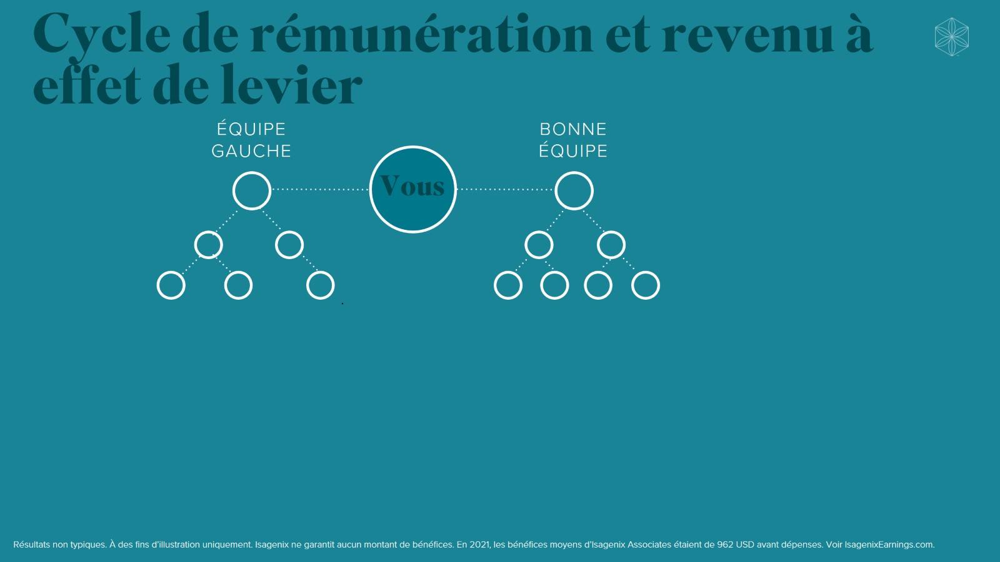 Cycle de rémunération et revenu à
effet de levier
ÉQUIPE
GAUCHE
BONNE
ÉQUIPE
Vous
Résultats non typiques. À des fins d'illustration uniquement. Isagenix ne garantit aucun montant de bénéfices. En 2021, les bénéfices moyens d'Isagenix Associates étaient de 962 USD avant dépenses. Voir IsagenixEarnings.com.